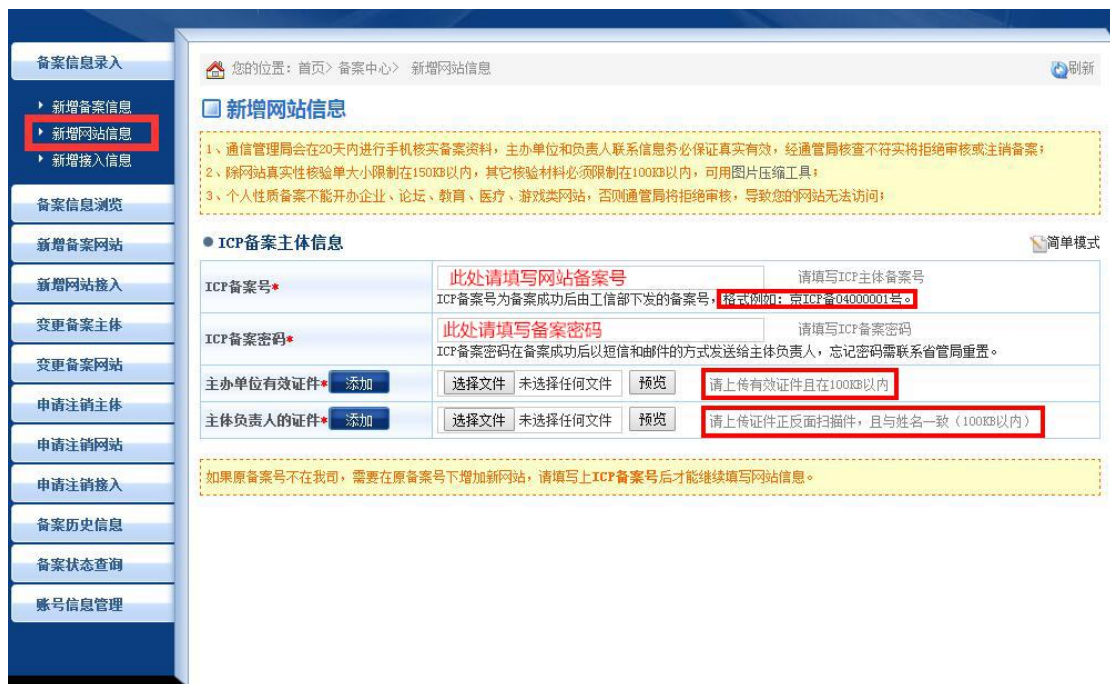 备案信息录入
新增备案信息
新增网站信息
新增接入信息
备案信息浏览
新增备案网站
新增网站接入
变更备案主体
变更备案网站
申请注销主体
申请注销网站
申请注销接入
备案历史信息
备案状态查询
账号信息管理
您的位置：首页> 备案中心> 新增网站信息
刷新
新增网站信息
1、通信管理局会在20天内进行手机核实备案资料，主办单位和负责人联系信息务必保证真实有效，经通管局核查不符实将拒绝审核或注销备案；
2、除网站真实性核验单大小限制在150KB以内，其它核验材料必须限制在100KB以内，可用图片压缩工具；
3、个人性质备案不能开办企业、论坛、教育、医疗、游戏类网站，否则通管局将拒绝审核，导致您的网站无法访问；
ICP备案主体信息
简单模式
ICP备案号*
此处请填写网站备案号
请填写ICP主体备案号
ICP备案号为备案成功后由工信部下发的备案号，格式例如：京ICP备04000001号。
ICP备案密码*
此处请填写备案密码
请填写ICP备案密码
ICP备案密码在备案成功后以短信和邮件的方式发送给主体负责人，忘记密码需联系省管局重置。
主办单位有效证件* 添加 选择文件 未选择任何文件 预览 请上传有效证件且在100KB以内
主体负责人的证件* 添加 选择文件 未选择任何文件 预览 请上传证件正反面扫描件，且与姓名一致（100KB以内）
如果原备案号不在我司，需要在原备案号下增加新网站，请填写上ICP备案号后才能继续填写网站信息。